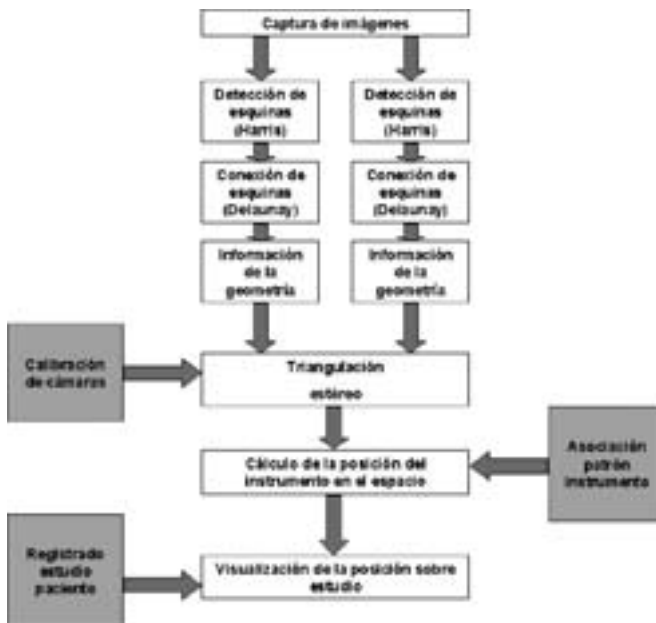 Captura de imágenes
Detección de
esquinas
(Harris)
Detección de
esquinas
(Harris)
Conexión de
esquinas
(Delaunay)
Conexión de
esquinas
(Delaunay)
Información
de la
geometría
Información
de la
geometría
Calibración
de cámaras
Triangulación
estéreo
Asociación
patrón
instrumento
Cálculo de la posición del
instrumento en el espacio
Registrado
estudio
paciente
Visualización de la posición sobre
estudio